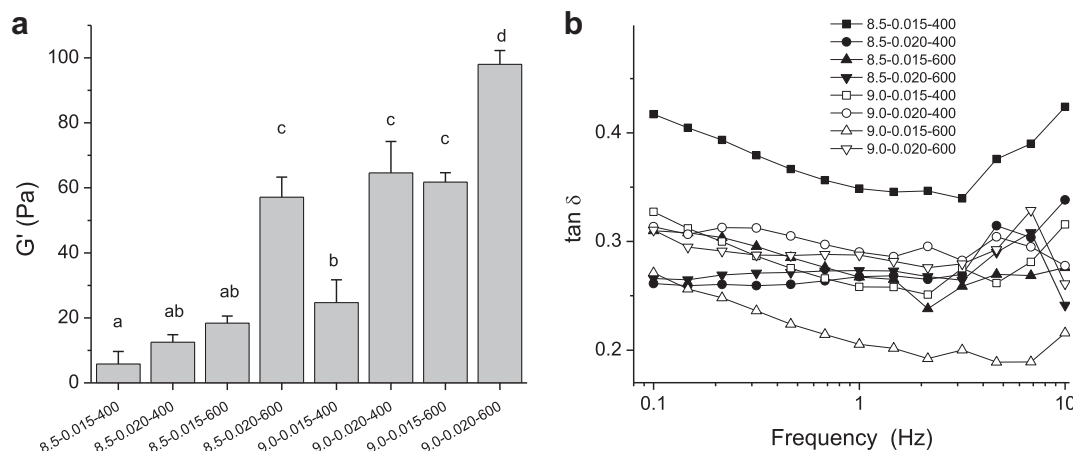 a
G' (Pa)
100
80
60
40
20
0
a
ab
ab
c
b
c
c
d
8.5-0.015-400
8.5-0.020-400
8.5-0.015-600
8.5-0.020-600
9.0-0.015-400
9.0-0.020-400
9.0-0.015-600
9.0-0.020-600
b
8.5-0.015-400
8.5-0.020-400
8.5-0.015-600
8.5-0.020-600
9.0-0.015-400
9.0-0.020-400
9.0-0.015-600
9.0-0.020-600
tan δ
0.4
0.3
0.2
0.1
1
10
Frequency (Hz)